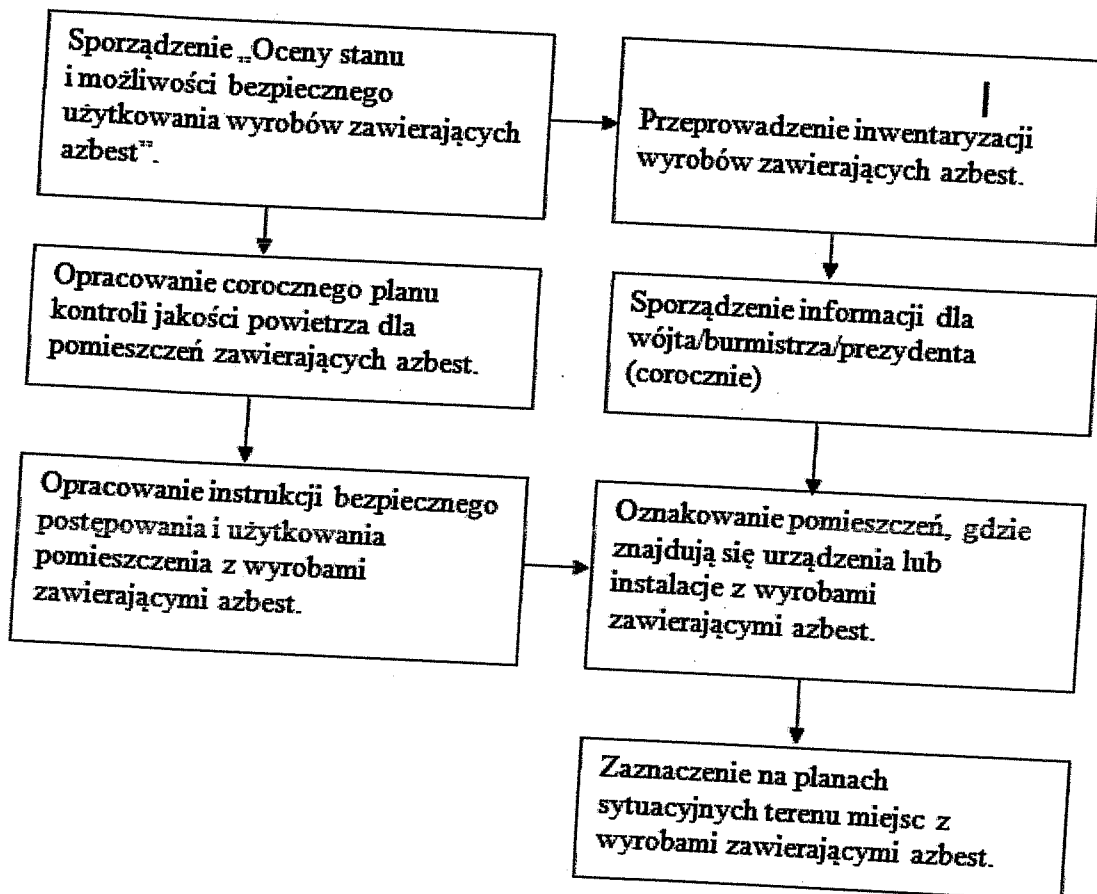 Sporządzenie „Oceny stanu
i możliwości bezpiecznego
użytkowania wyrobów zawierających
azbest”.
Przeprowadzenie inwentaryzacji
wyrobów zawierających azbest.
Opracowanie corocznego planu
kontroli jakości powietrza dla
pomieszczeń zawierających azbest.
Sporządzenie informacji dla
wójta/burmistrza/prezydenta
(corocznie)
Opracowanie instrukcji bezpiecznego
postępowania i użytkowania
pomieszczenia z wyrobami
zawierającymi azbest.
Oznakowanie pomieszczeń, gdzie
znajdują się urządzenia lub
instalacje z wyrobami
zawierającymi azbest.
Zaznaczenie na planach
sytuacyjnych terenu miejsc z
wyrobami zawierającymi azbest.